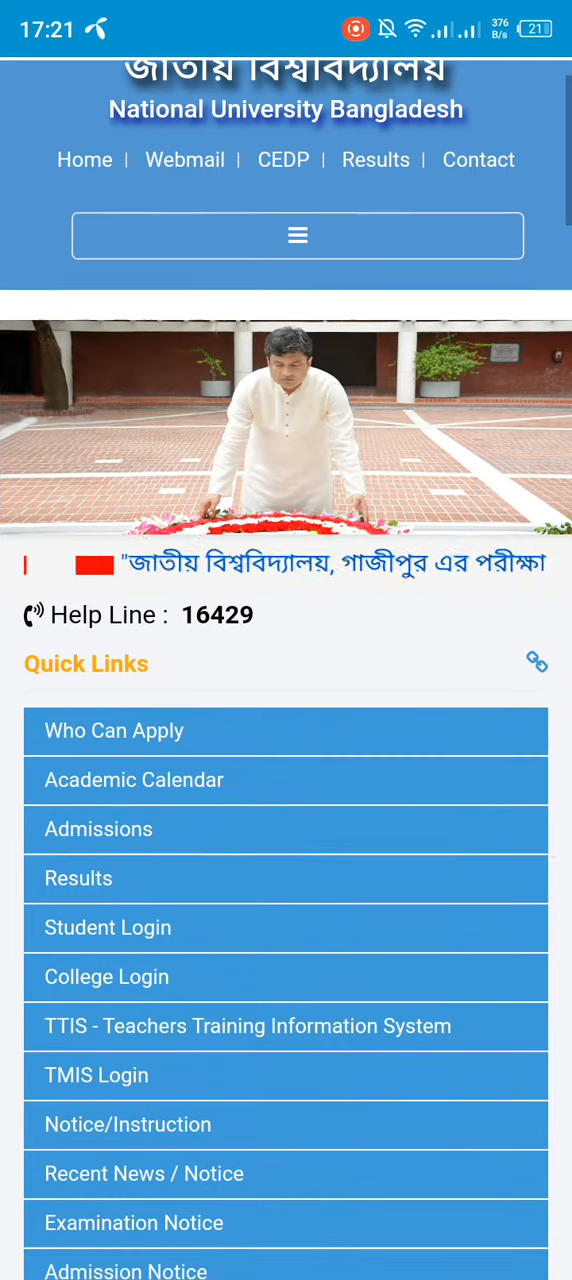 17:21
376
B/s
21
জাতীয় বিশ্ববিদ্যালয়
National University Bangladesh
Home | Webmail | CEDP | Results | Contact
"জাতীয় বিশ্ববিদ্যালয়, গাজীপুর এর পরীক্ষা
Help Line : 16429
Quick Links
Who Can Apply
Academic Calendar
Admissions
Results
Student Login
College Login
TTIS - Teachers Training Information System
TMIS Login
Notice/Instruction
Recent News / Notice
Examination Notice
Admission Notice